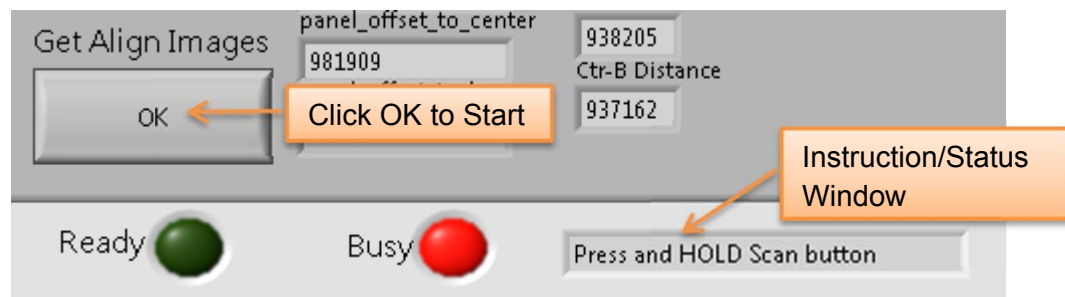 panel_offset_to_center
Get Align Images
981909
938205
Ctr-B Distance
OK
Click OK to Start
937162
Instruction/Status
Window
Ready
Busy
Press and HOLD Scan button